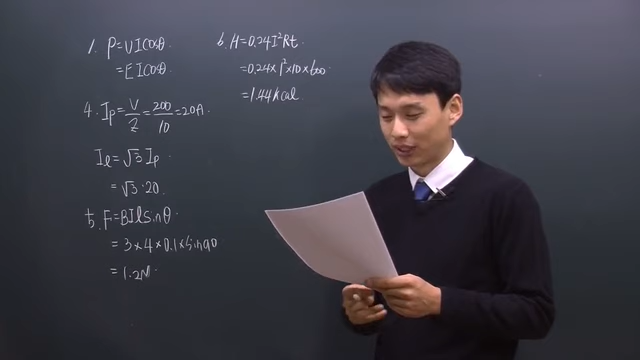 1. P=VIcosθ.
=EIcosθ.
4. Ip=V/Z=200/10=20A.
Iℓ=√3 Ip.
=√3·20.
5. F=BIℓsinθ.
=3×4×0.1×sin90
=1.2N.
6. H=0.24I²Rt.
=0.24×1²×10×600
=1.44kcal.